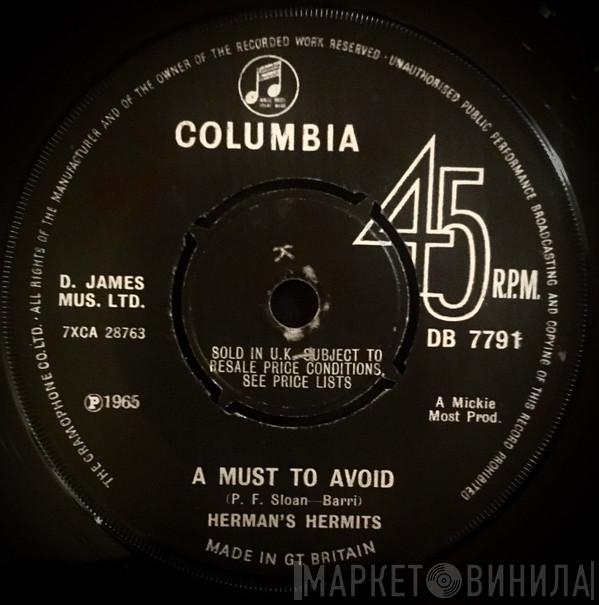 THE GRAMOPHONE CO. LTD. · ALL RIGHTS OF THE MANUFACTURER AND OF THE OWNER OF THE RECORDED WORK RESERVED · UNAUTHORISED PUBLIC PERFORMANCE BROADCASTING AND COPYING OF THIS RECORD PROHIBITED
COLUMBIA
45
R.P.M.
D. JAMES
MUS. LTD.
7XCA 28763
DB 7791
SOLD IN U.K. SUBJECT TO
RESALE PRICE CONDITIONS,
SEE PRICE LISTS
℗1965
A Mickie
Most Prod.
A MUST TO AVOID
(P. F. Sloan—Barri)
HERMAN'S HERMITS
MADE IN GT. BRITAIN
МАРКЕТ ВИНИЛА